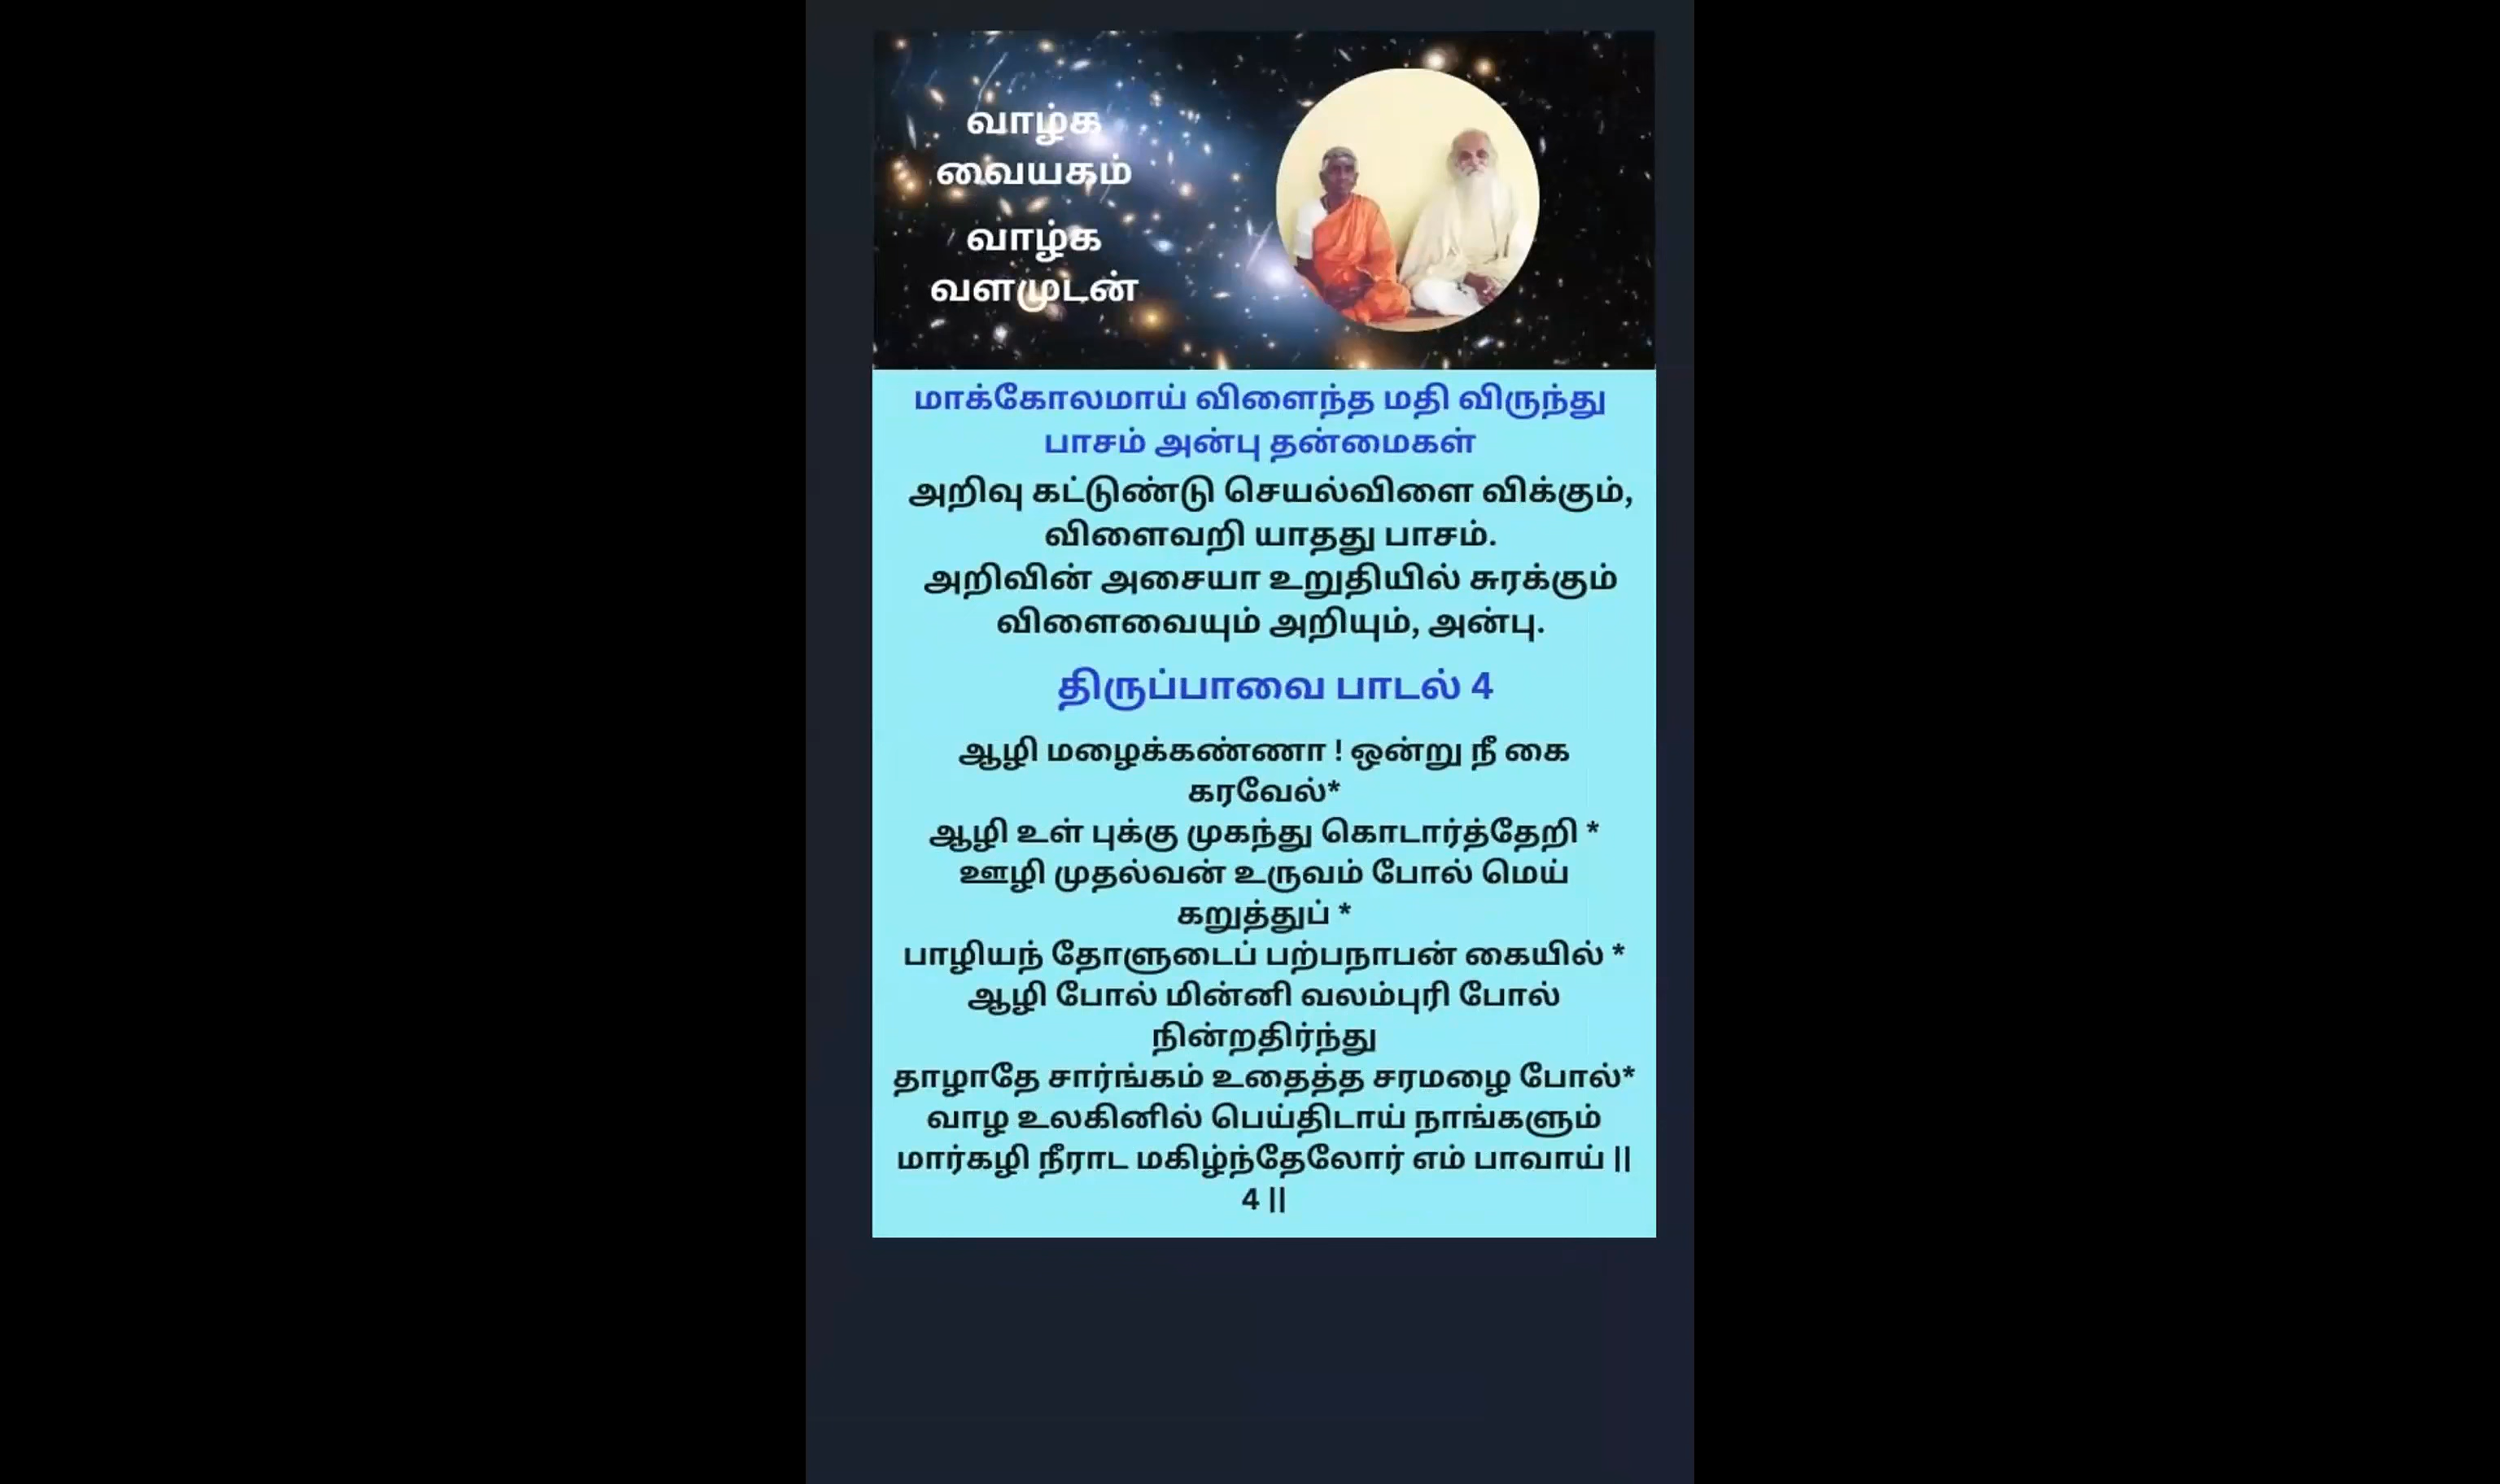 வாழ்க
வையகம்
வாழ்க
வளமுடன்
மாக்கோலமாய் விளைந்த மதி விருந்து
பாசம் அன்பு தன்மைகள்
அறிவு கட்டுண்டு செயல்விளை விக்கும்,
விளைவறி யாதது பாசம்.
அறிவின் அசையா உறுதியில் சுரக்கும்
விளைவையும் அறியும், அன்பு.
திருப்பாவை பாடல் 4
ஆழி மழைக்கண்ணா ! ஒன்று நீ கை
கரவேல்*
ஆழி உள் புக்கு முகந்து கொடார்த்தேறி *
ஊழி முதல்வன் உருவம் போல் மெய்
கறுத்துப் *
பாழியந் தோளுடைப் பற்பநாபன் கையில் *
ஆழி போல் மின்னி வலம்புரி போல்
நின்றதிர்ந்து
தாழாதே சார்ங்கம் உதைத்த சரமழை போல்*
வாழ உலகினில் பெய்திடாய் நாங்களும்
மார்கழி நீராட மகிழ்ந்தேலோர் எம் பாவாய் ||
4 ||